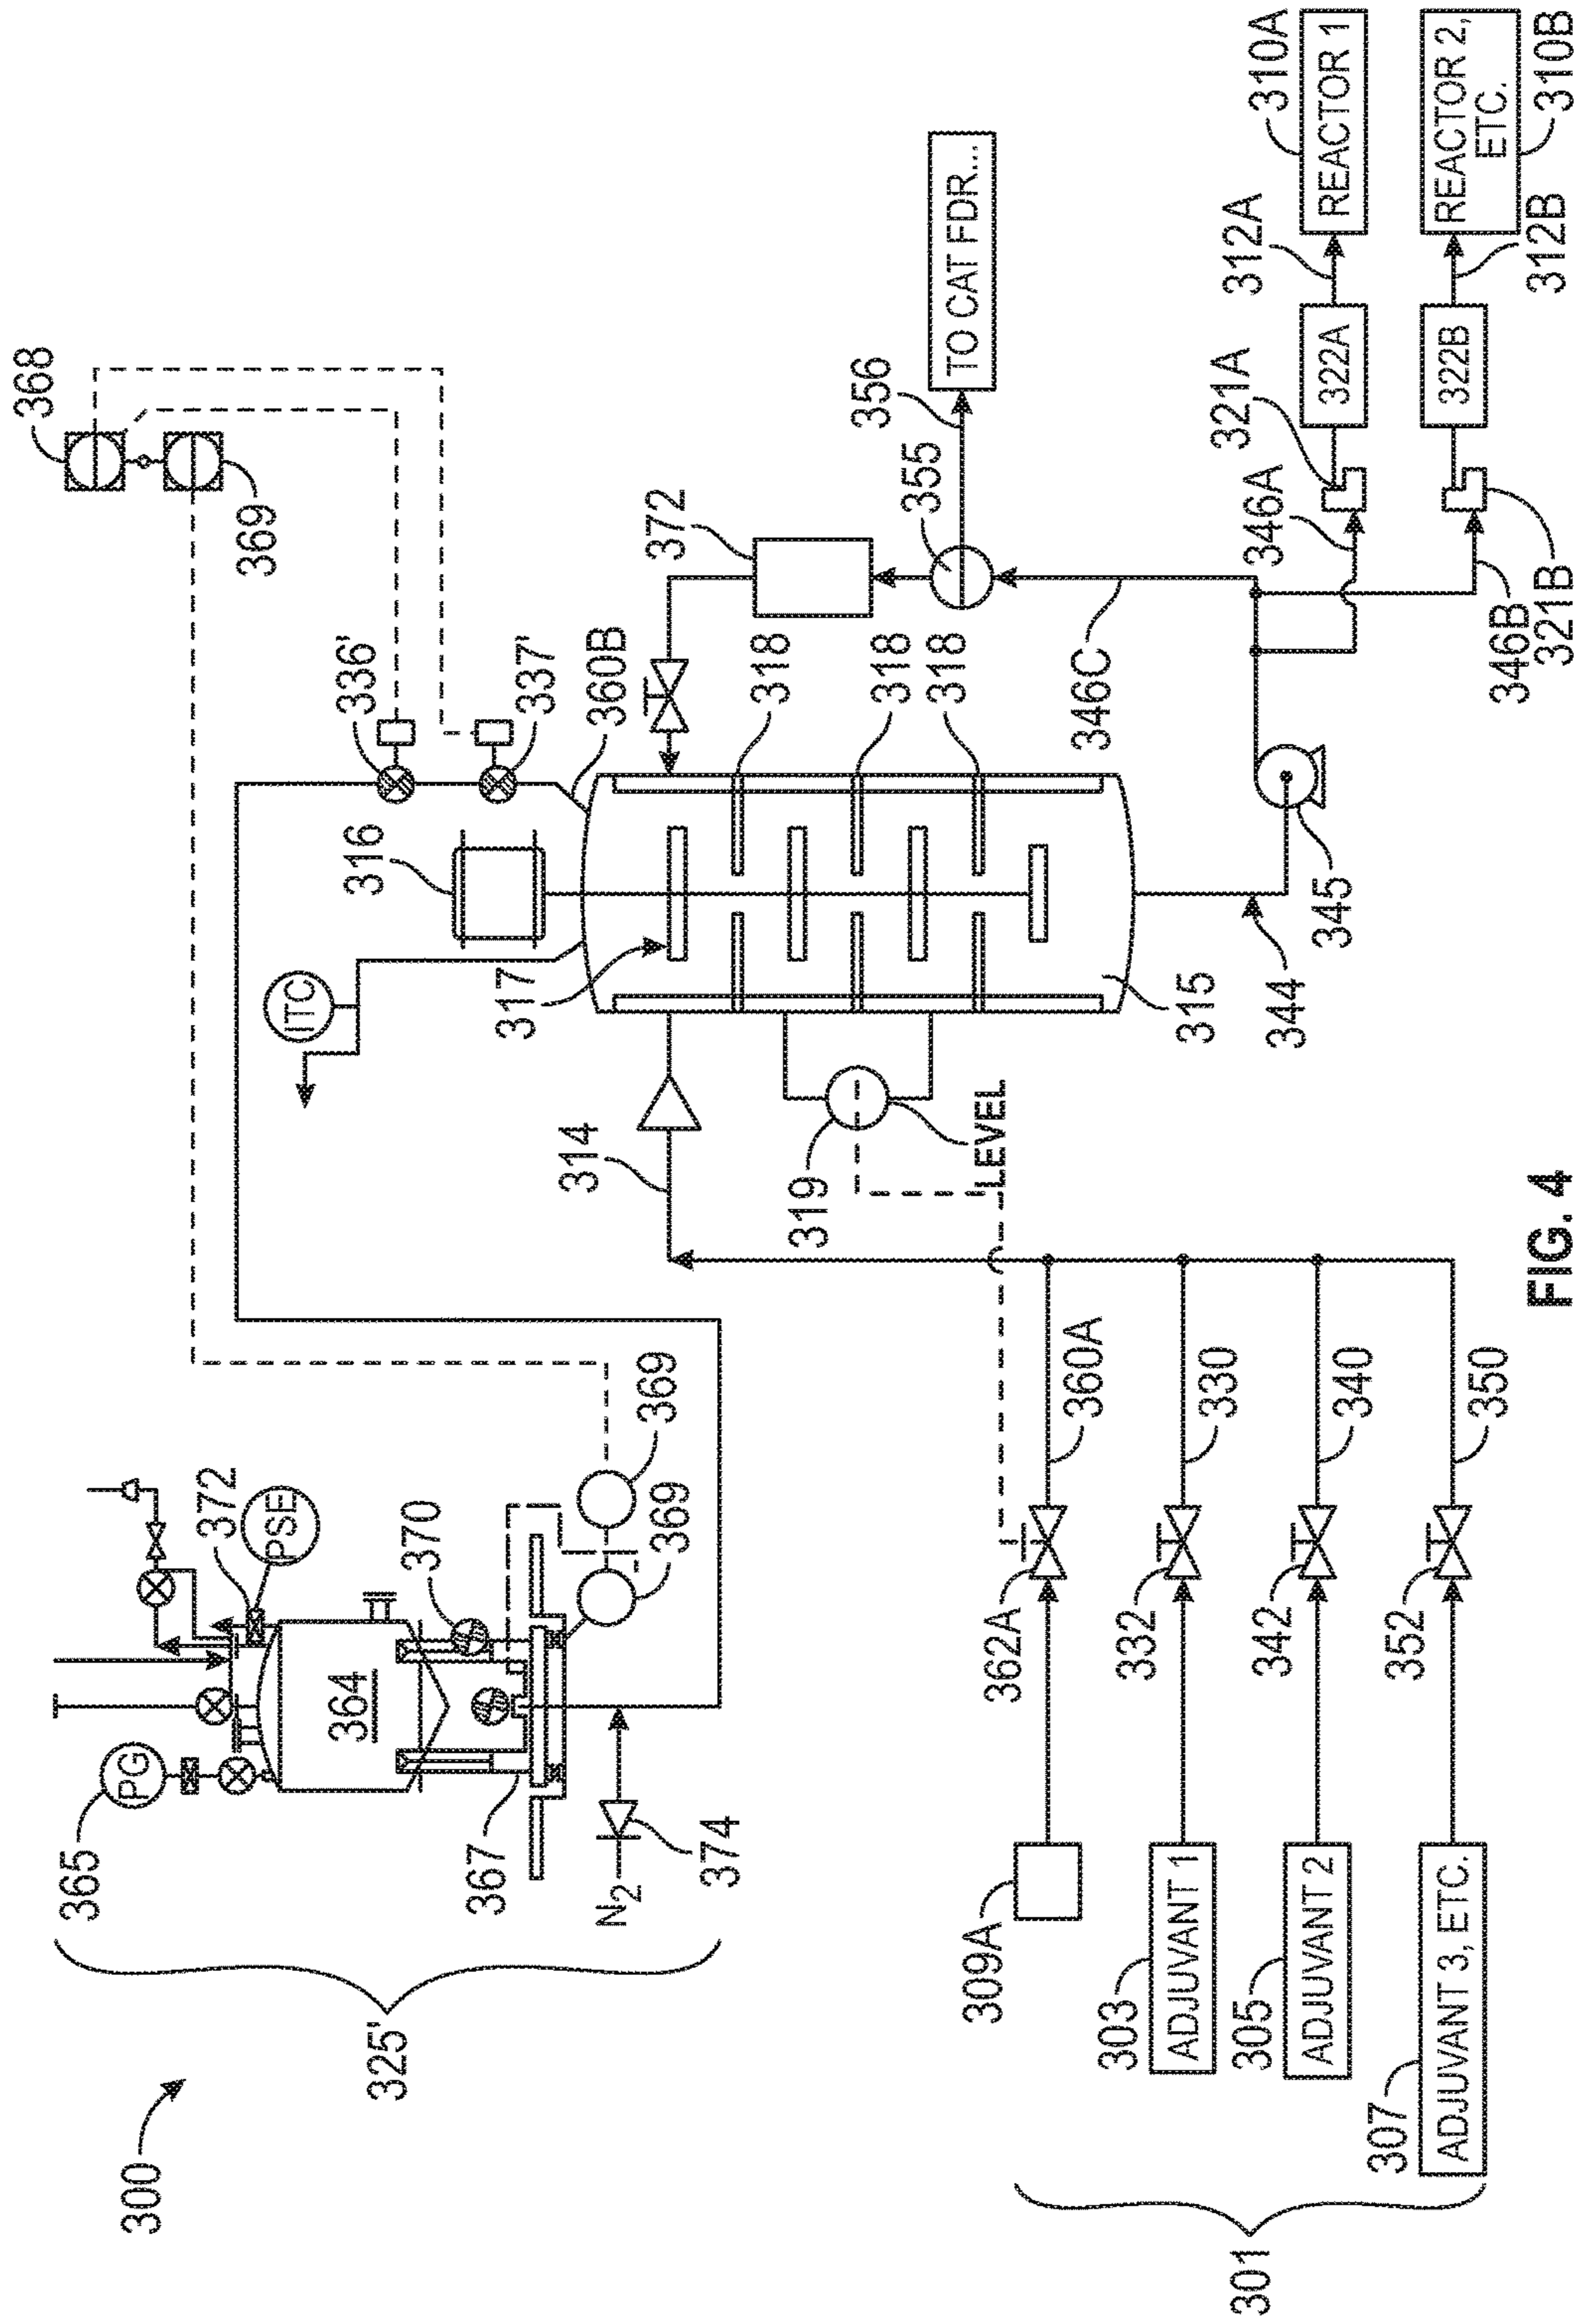 300
325'
365
PG
364
372
PSE
370
367
369
369
N2
374
368
369
336'
337'
360B
316
ITC
317
314
319
LEVEL
318
318
318
315
372
355
356
TO CAT FDR...
344
345
346C
346A
346B
321A
321B
322A
322B
312A
312B
310A
REACTOR 1
REACTOR 2,
ETC.
310B
301
309A
362A
360A
303
ADJUVANT 1
332
330
305
ADJUVANT 2
342
340
307
ADJUVANT 3, ETC.
352
350
FIG. 4